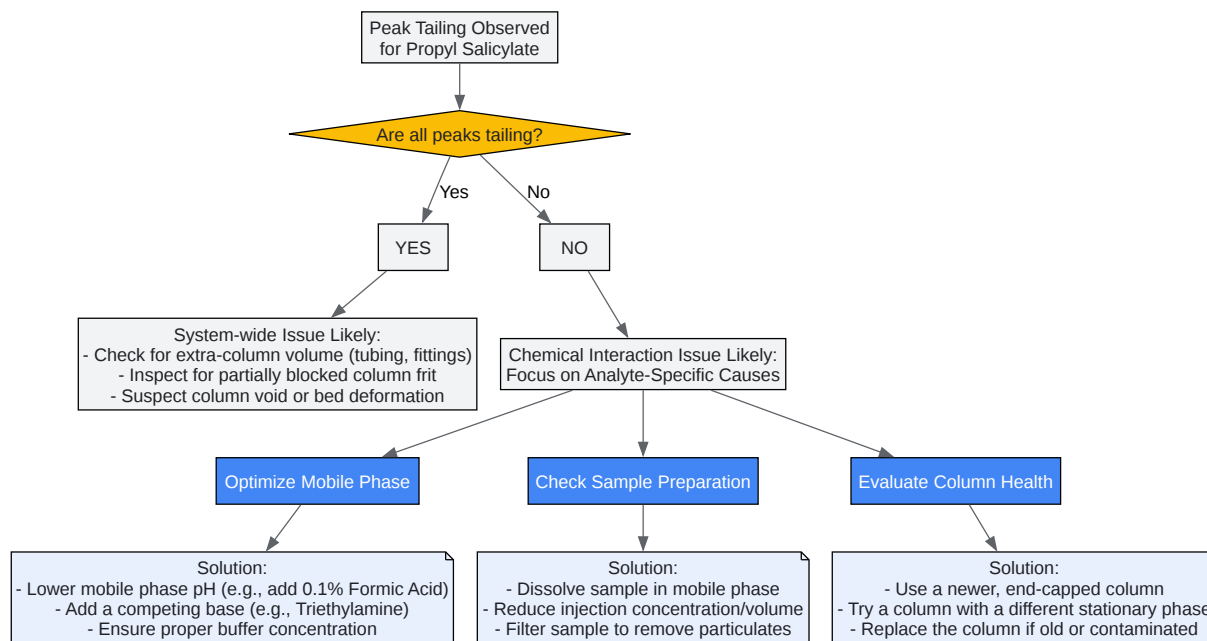 Peak Tailing Observed
for Propyl Salicylate
Are all peaks tailing?
Yes
No
YES
NO
System-wide Issue Likely:
- Check for extra-column volume (tubing, fittings)
- Inspect for partially blocked column frit
- Suspect column void or bed deformation
Chemical Interaction Issue Likely:
Focus on Analyte-Specific Causes
Optimize Mobile Phase
Check Sample Preparation
Evaluate Column Health
Solution:
- Lower mobile phase pH (e.g., add 0.1% Formic Acid)
- Add a competing base (e.g., Triethylamine)
- Ensure proper buffer concentration
Solution:
- Dissolve sample in mobile phase
- Reduce injection concentration/volume
- Filter sample to remove particulates
Solution:
- Use a newer, end-capped column
- Try a column with a different stationary phase
- Replace the column if old or contaminated